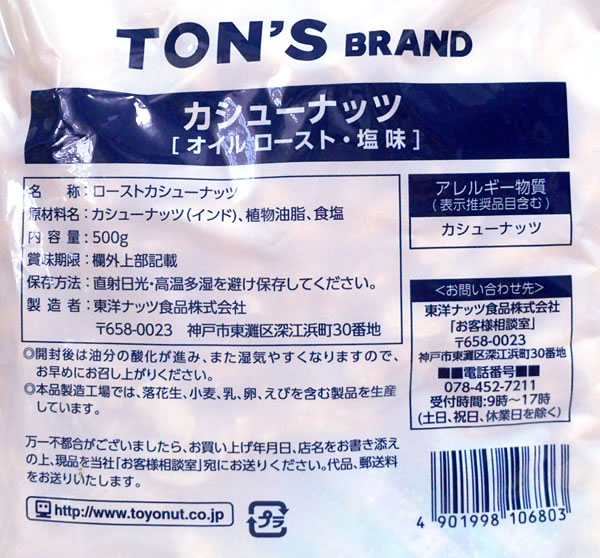 TON'S BRAND
カシューナッツ
[オイル ロースト・塩味]
名称:ローストカシューナッツ
原材料名:カシューナッツ(インド)、植物油脂、食塩
内容量:500g
賞味期限:欄外上部記載
保存方法:直射日光・高温多湿を避け保存してください。
製造者:東洋ナッツ食品株式会社
〒658-0023 神戸市東灘区深江浜町30番地
◎開封後は油分の酸化が進み、また湿気やすくなりますので、
お早めにお召し上がりください。
◎本品製造工場では、落花生、小麦、乳、卵、えびを含む製品を生産
しています。
万一不都合がございましたら、お買い上げ年月日、店名をお書き添え
の上、現品を当社「お客様相談室」宛にお送りください。代品、郵送料
をお送りいたします。
http://www.toyonut.co.jp
プラ
アレルギー物質
(表示推奨品目含む)
カシューナッツ
<お問い合わせ先>
東洋ナッツ食品株式会社
「お客様相談室」
〒658-0023
神戸市東灘区深江浜町30番地
■■電話番号■■
078-452-7211
受付時間:9時〜17時
(土日、祝日、休業日を除く)
4 901998 106803